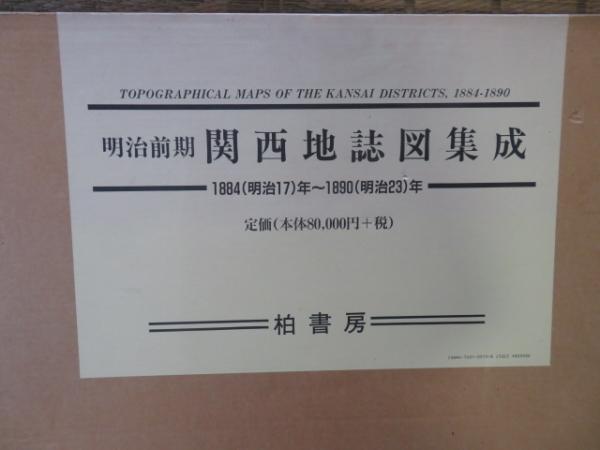 TOPOGRAPHICAL MAPS OF THE KANSAI DISTRICTS, 1884-1890
明治前期 関西地誌図集成
1884(明治17)年～1890(明治23)年
定価(本体80,000円＋税)
柏書房